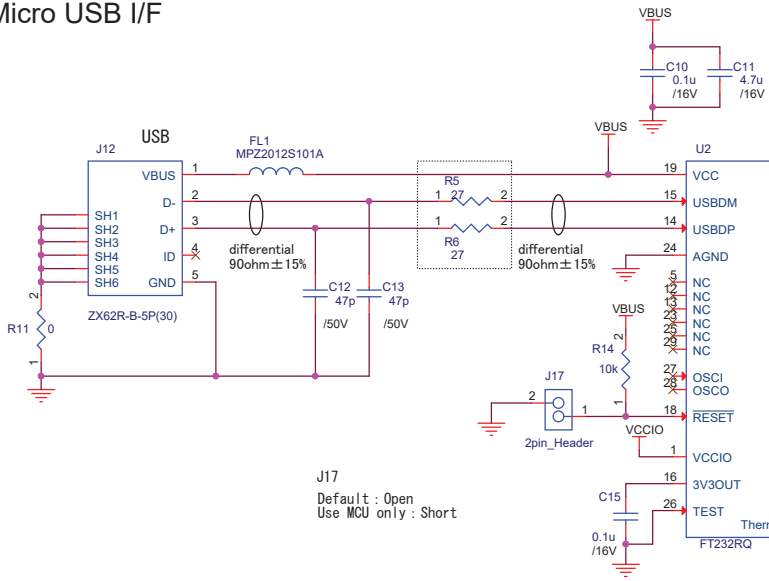 Micro USB I/F
VBUS
C10
0.1u
/16V
C11
4.7u
/16V
USB
J12
FL1
MPZ2012S101A
VBUS
U2
VBUS 1
D- 2
D+ 3
ID 4
GND 5
SH1
SH2
SH3
SH4
SH5
SH6
ZX62R-B-5P(30)
2
R11 0
1
differential
90ohm±15%
R5
1 27 2
1 2
R6
27
differential
90ohm±15%
C12
47p
/50V
C13
47p
/50V
19 VCC
15 USBDM
14 USBDP
24 AGND
5 NC
12 NC
13 NC
23 NC
25 NC
29 NC
27 OSCI
28 OSCO
18 RESET
1 VCCIO
16 3V3OUT
26 TEST
Therm
FT232RQ
VBUS
2
R14
10k
1
J17
2 1
2pin_Header
VCCIO
C15
0.1u
/16V
J17
Default : Open
Use MCU only : Short